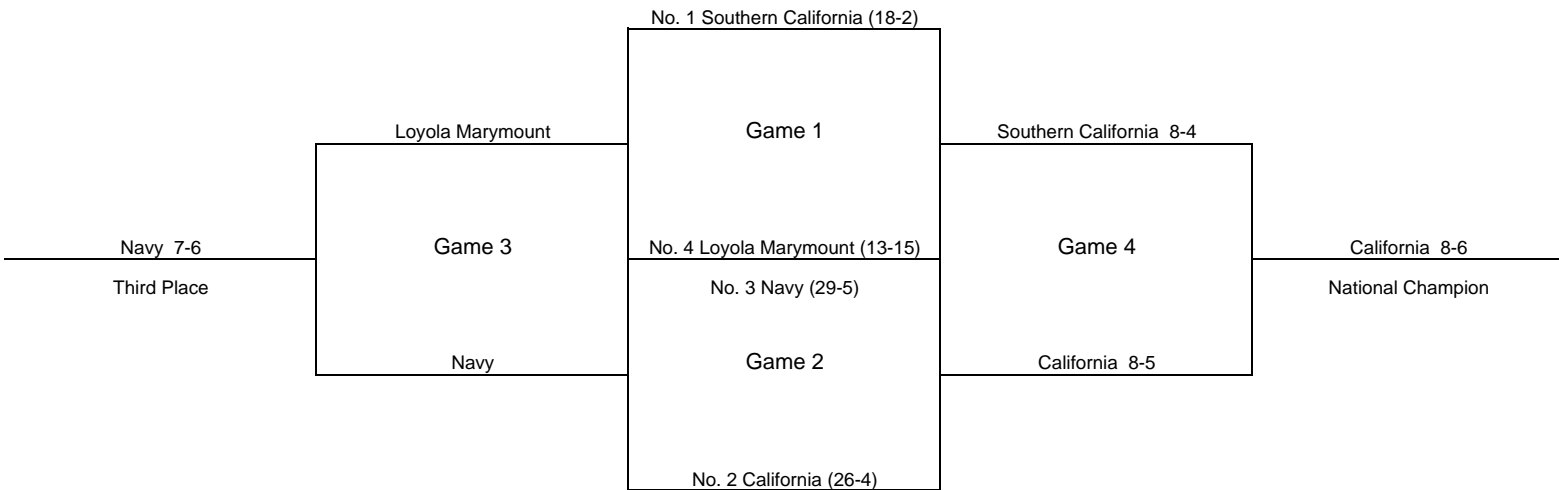 No. 1 Southern California (18-2)
Loyola Marymount
Game 1
Southern California 8-4
Navy 7-6
Game 3
No. 4 Loyola Marymount (13-15)
Game 4
California 8-6
Third Place
No. 3 Navy (29-5)
National Champion
Navy
Game 2
California 8-5
No. 2 California (26-4)